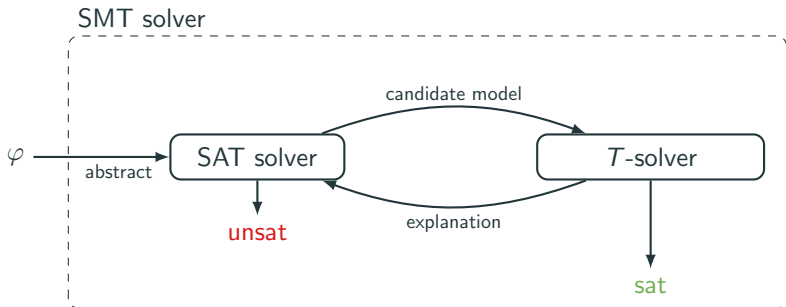 SMT solver
candidate model
φ
abstract
SAT solver
T-solver
explanation
unsat
sat